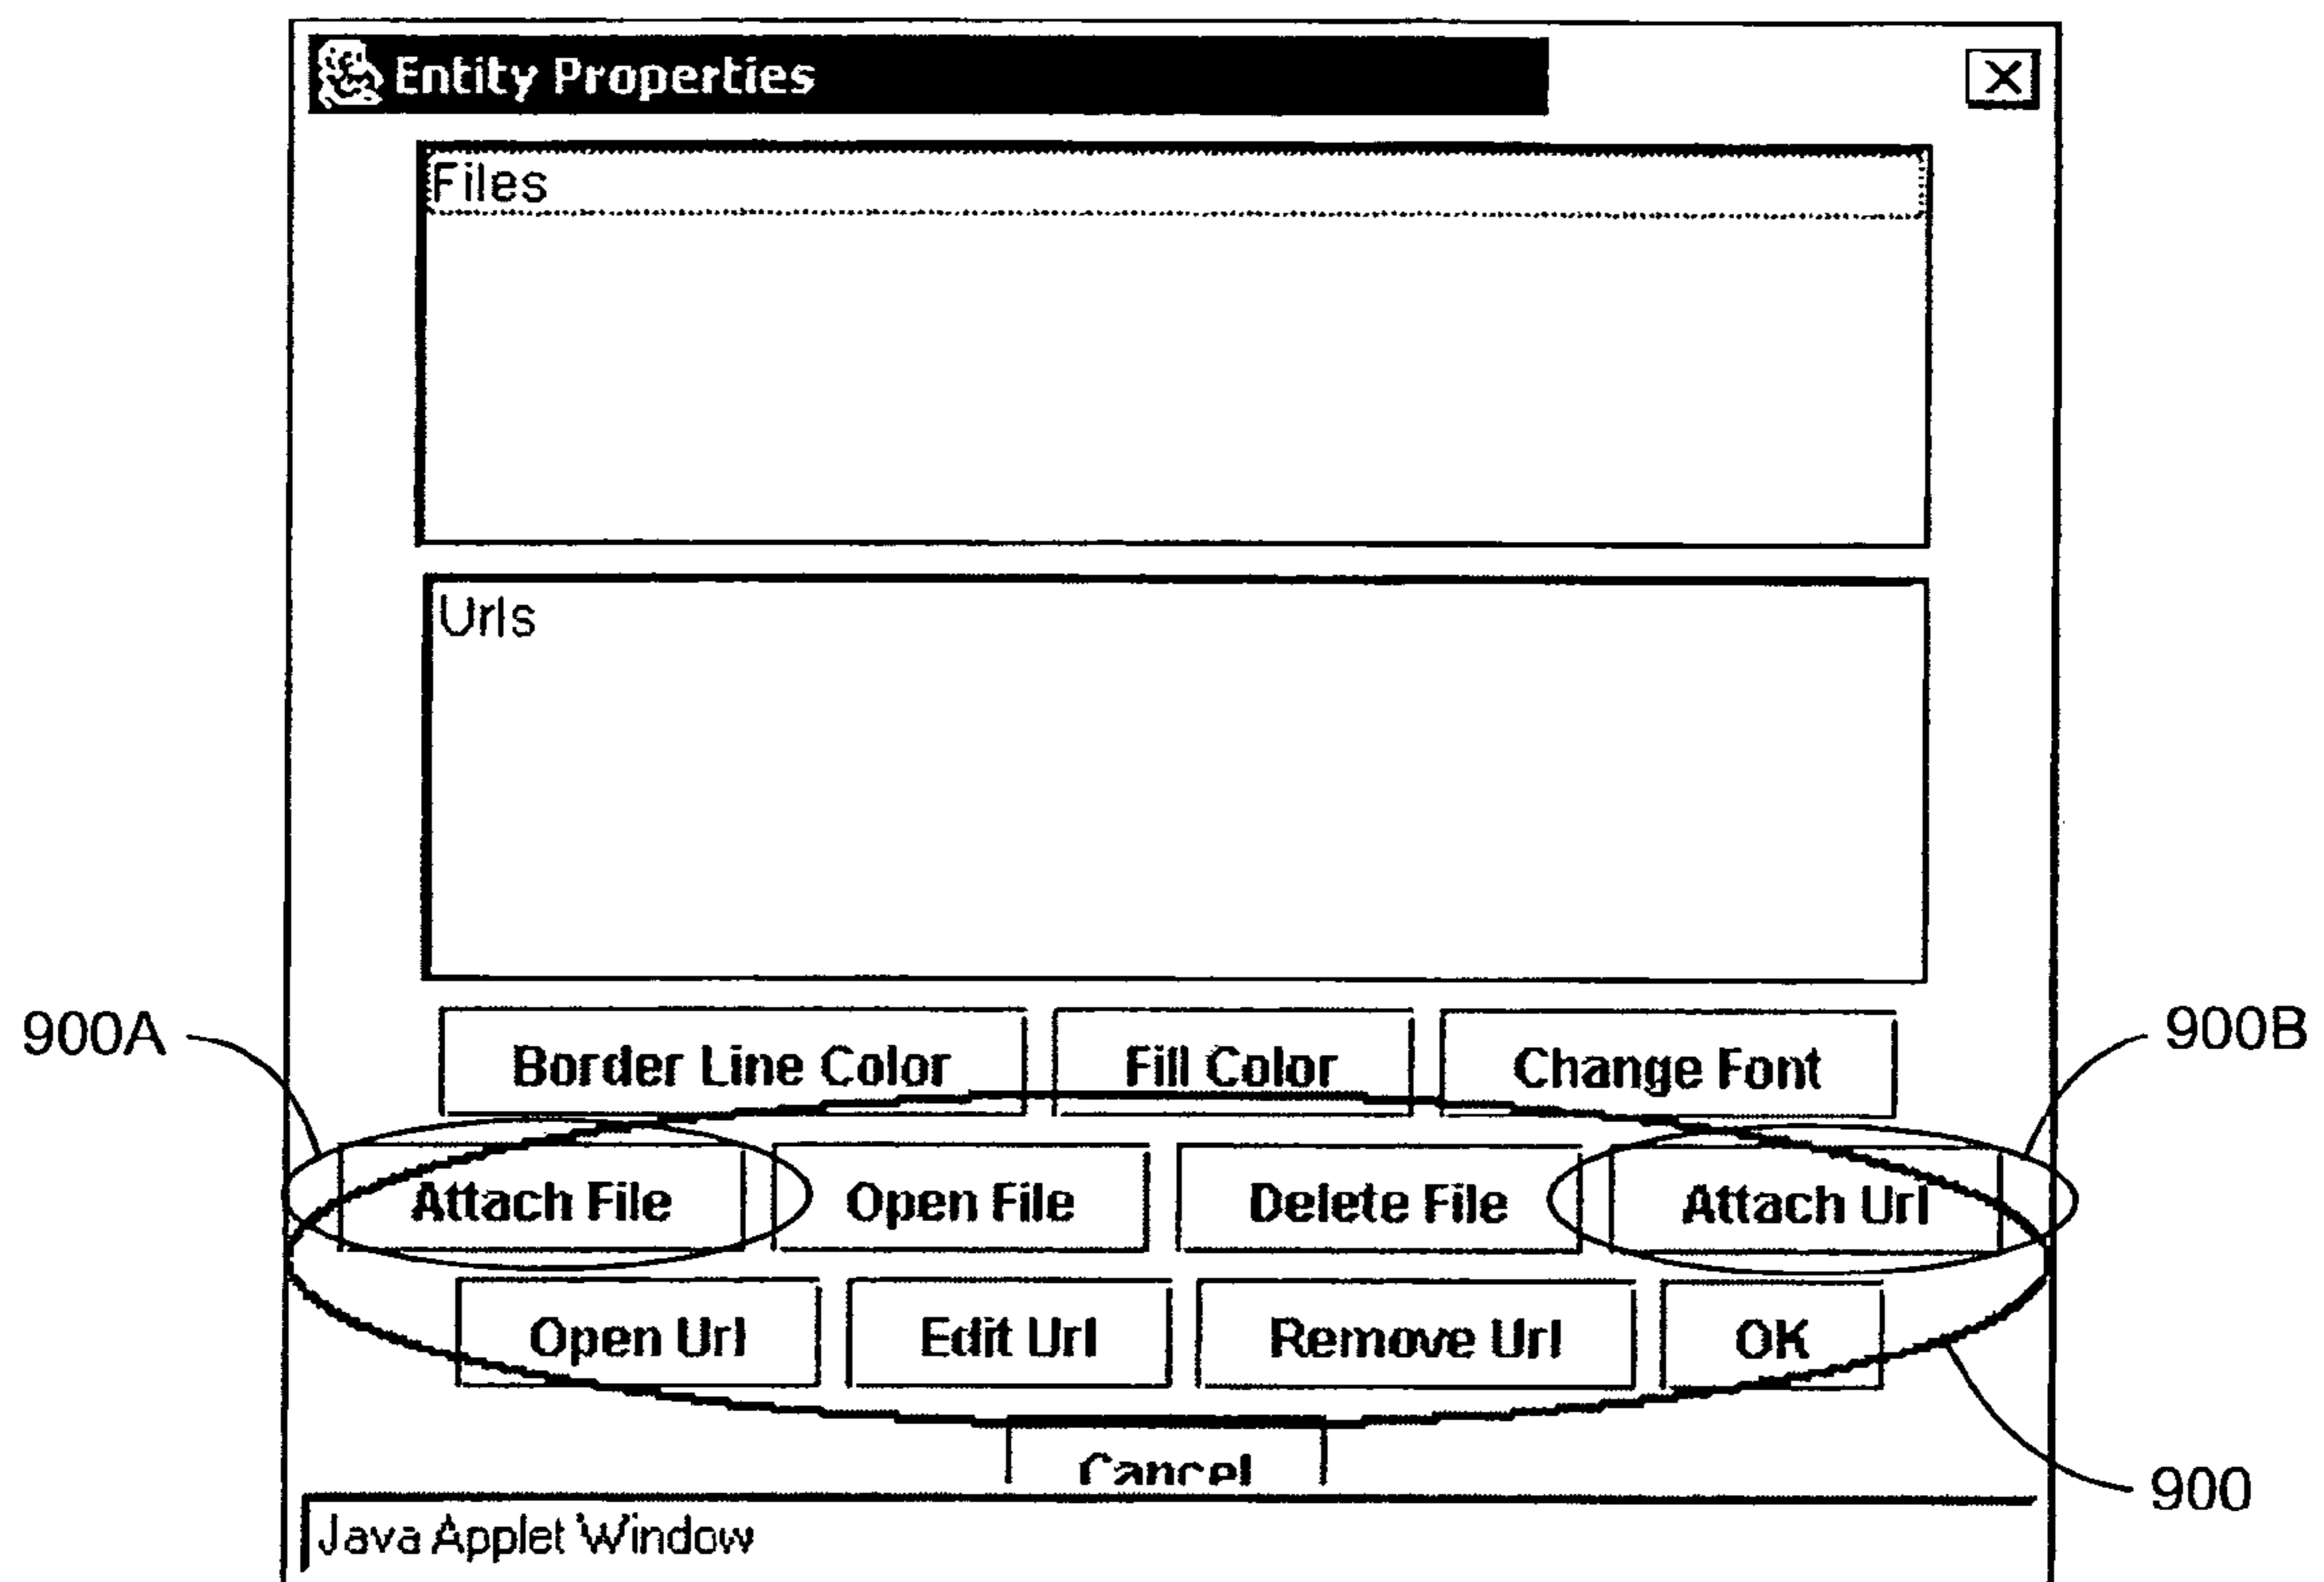 Entity Properties
Files
Urls
900A
900B
Border Line Color Fill Color Change Font
Attach File Open File Delete File Attach Url
Open Url Edit Url Remove Url OK
Cancel
900
Java Applet Window